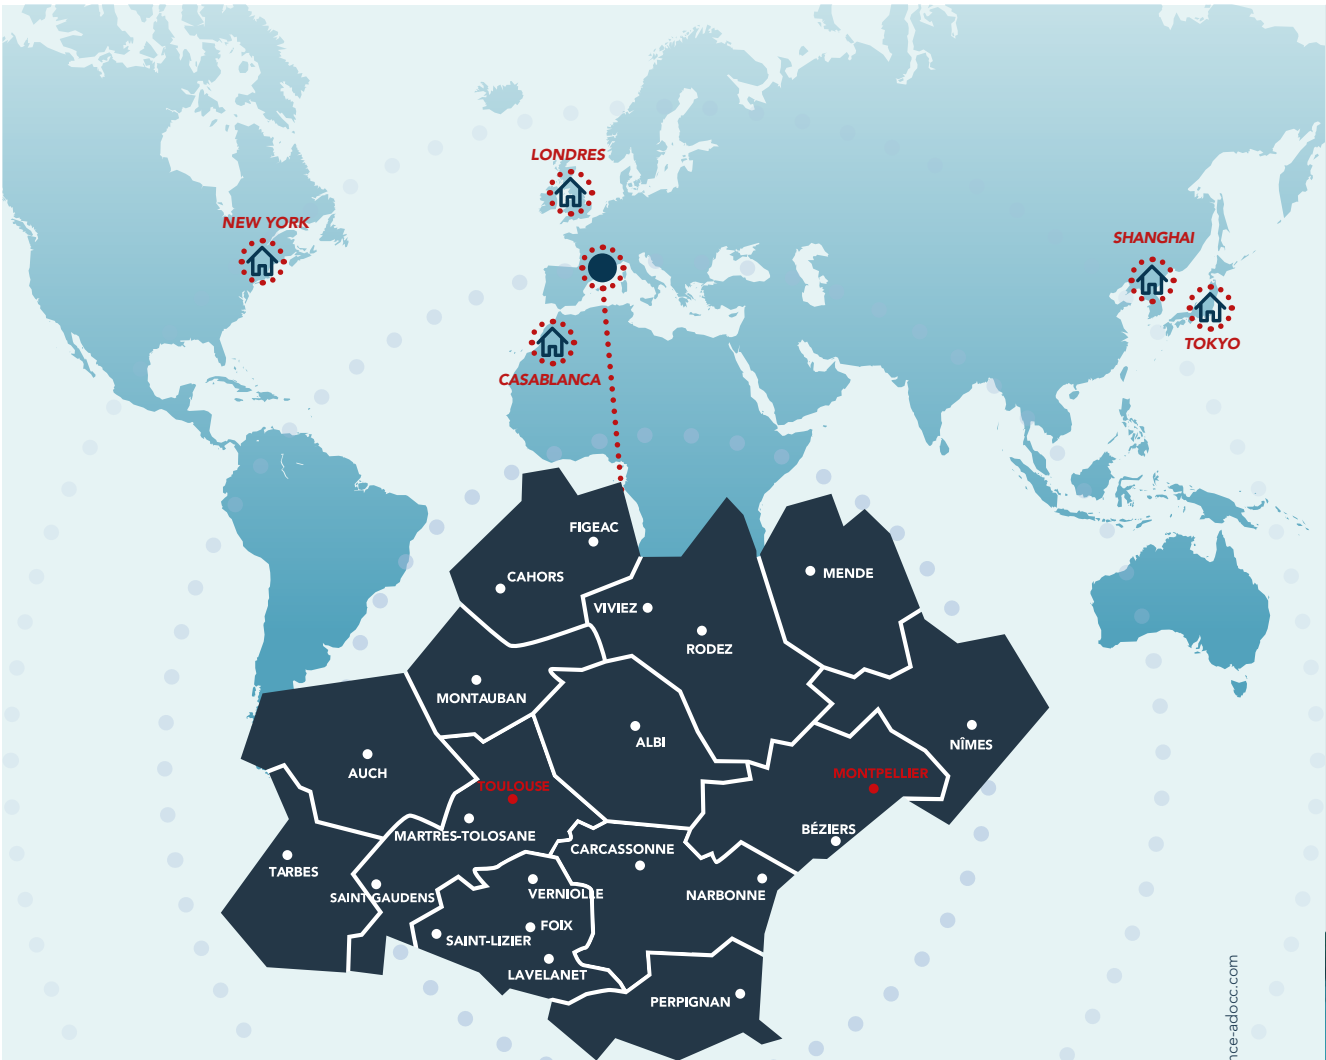 LONDRES
NEW YORK
SHANGHAI
TOKYO
CASABLANCA
FIGEAC
CAHORS
MENDE
VIVIEZ
RODEZ
MONTAUBAN
ALBI
NÎMES
AUCH
MONTPELLIER
TOULOUSE
BÉZIERS
MARTRES-TOLOSANE
CARCASSONNE
TARBES
SAINT-GAUDENS
VERNIOLLE
NARBONNE
FOIX
SAINT-LIZIER
LAVELANET
PERPIGNAN
nce-adocc.com